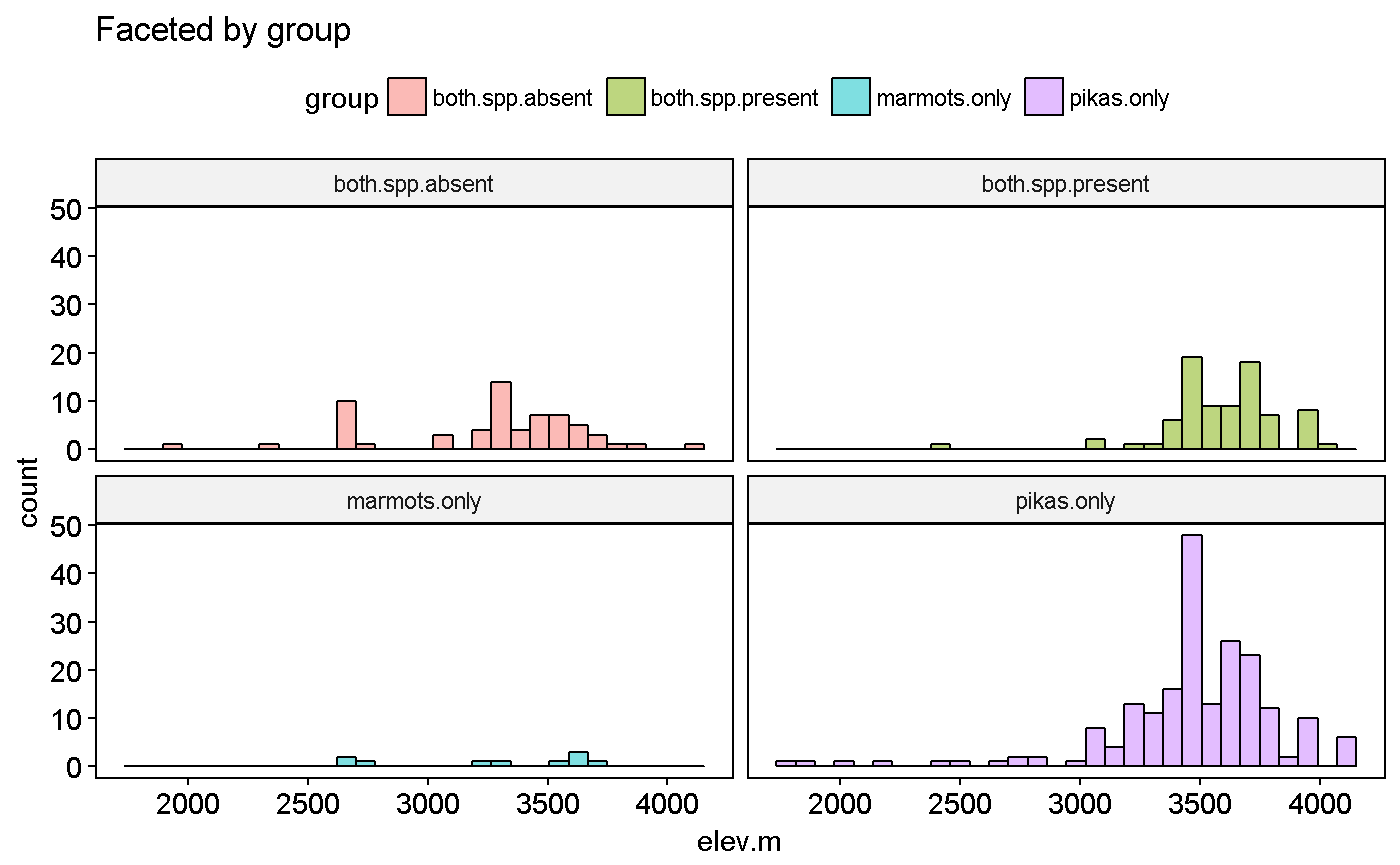 Faceted by group
group both.spp.absent both.spp.present marmots.only pikas.only
both.spp.absent both.spp.present
50
40
30
20
10
0
marmots.only pikas.only
50
40
30
20
10
0
count
2000 2500 3000 3500 4000 2000 2500 3000 3500 4000
elev.m